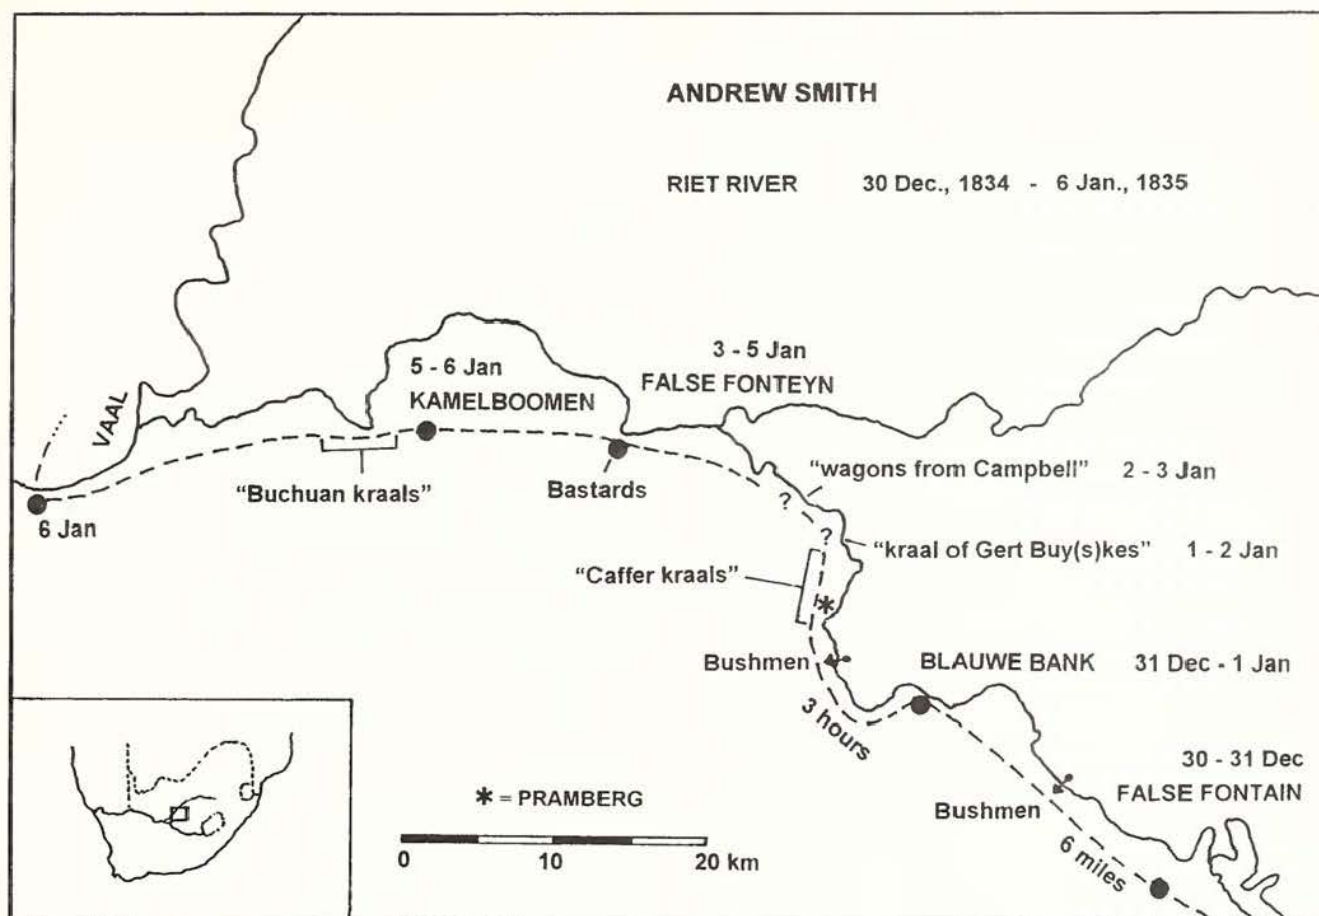 ANDREW SMITH
RIET RIVER 30 Dec., 1834 - 6 Jan., 1835
VAAL
5 - 6 Jan
KAMELBOOMEN
3 - 5 Jan
FALSE FONTEYN
"Buchuan kraals"
Bastards
6 Jan
"wagons from Campbell" 2 - 3 Jan
?
?
"kraal of Gert Buy(s)kes" 1 - 2 Jan
"Caffer kraals"
*
Bushmen
BLAUWE BANK 31 Dec - 1 Jan
3 hours
30 - 31 Dec
FALSE FONTAIN
Bushmen
6 miles
* = PRAMBERG
0 10 20 km